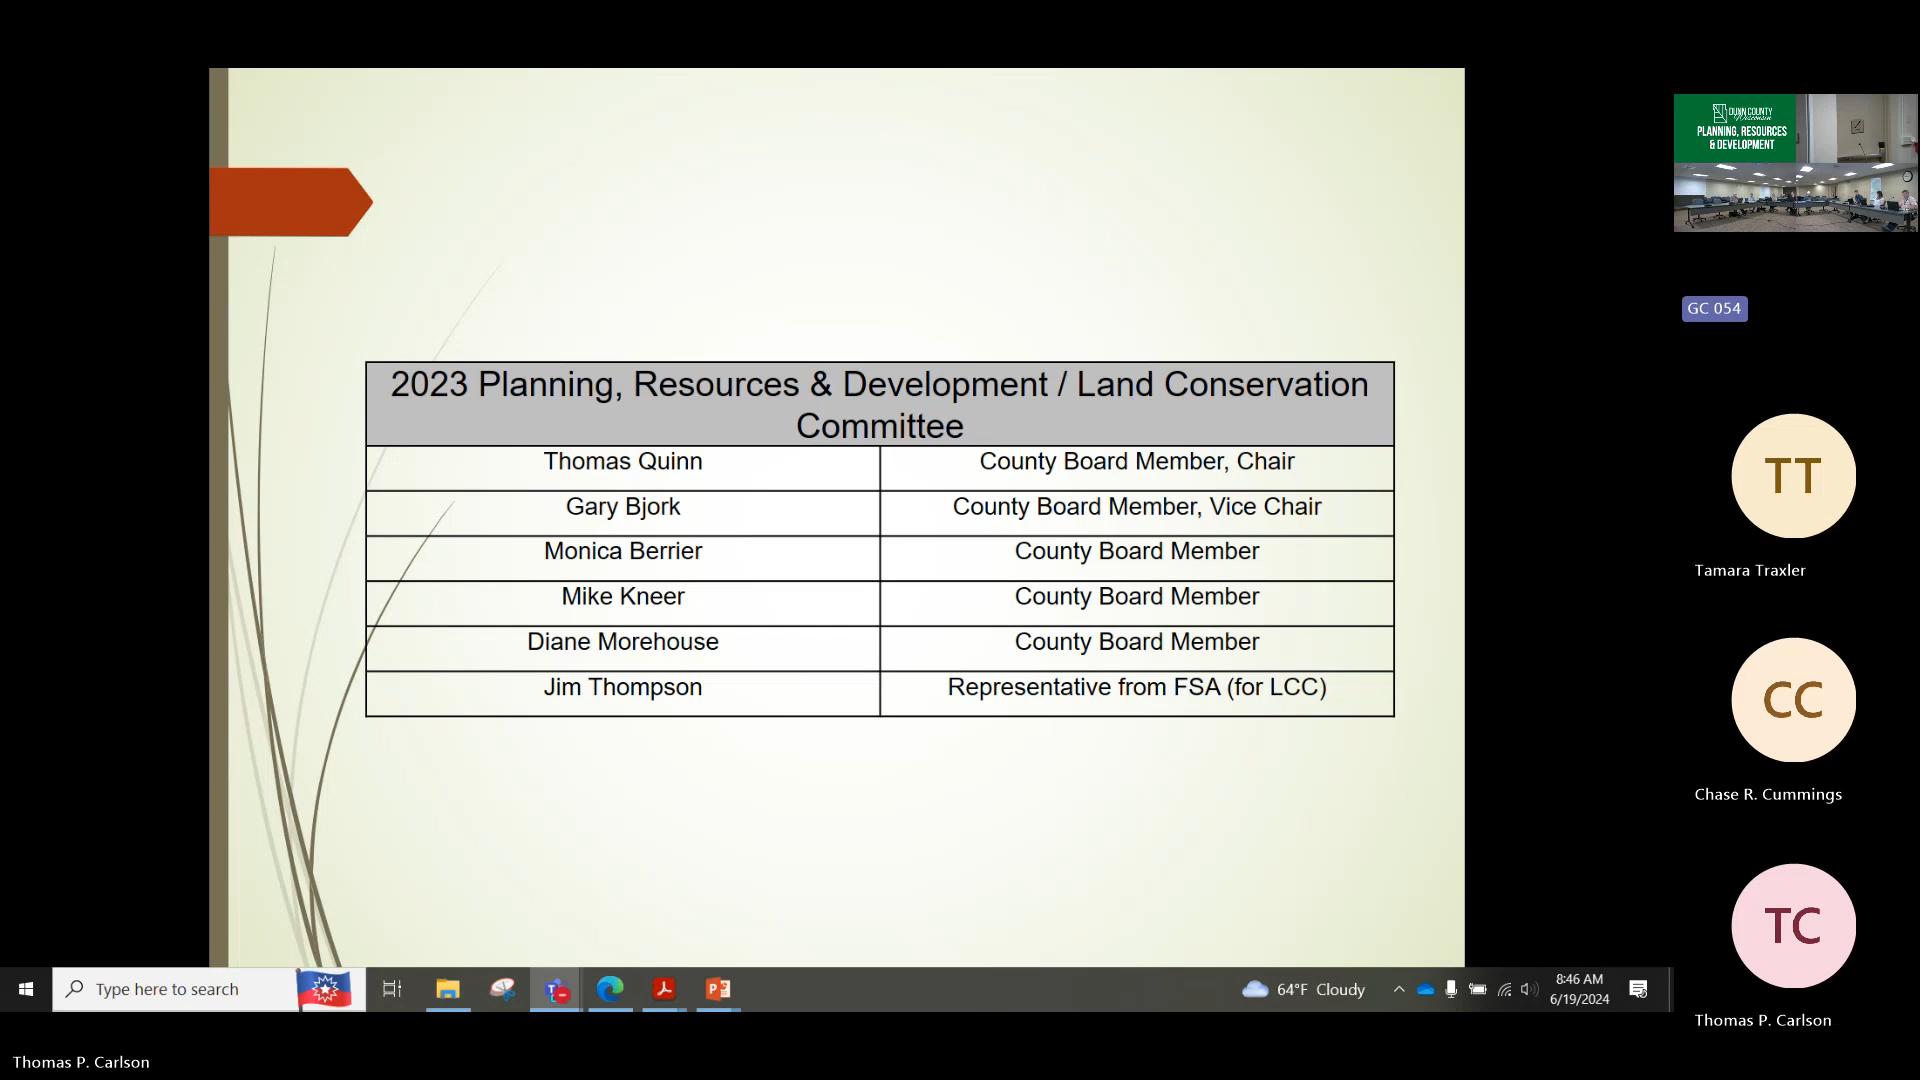 2023 Planning, Resources & Development / Land Conservation
Committee
Thomas Quinn County Board Member, Chair
Gary Bjork County Board Member, Vice Chair
Monica Berrier County Board Member
Mike Kneer County Board Member
Diane Morehouse County Board Member
Jim Thompson Representative from FSA (for LCC)
DUNN COUNTY
Wisconsin
PLANNING, RESOURCES
& DEVELOPMENT
GC 054
TT
Tamara Traxler
CC
Chase R. Cummings
TC
Thomas P. Carlson
Type here to search
64°F Cloudy
8:46 AM
6/19/2024
Thomas P. Carlson